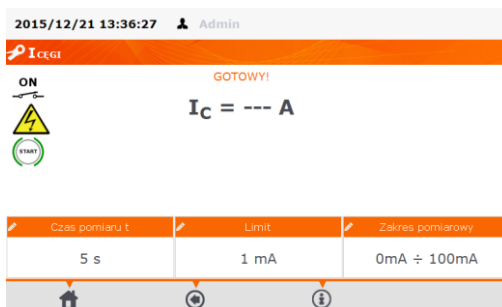 2015/12/21 13:36:27 Admin
I CĘGI
ON
GOTOWY!
IC = --- A
START
Czas pomiaru t Limit Zakres pomiarowy
5 s 1 mA 0mA ÷ 100mA